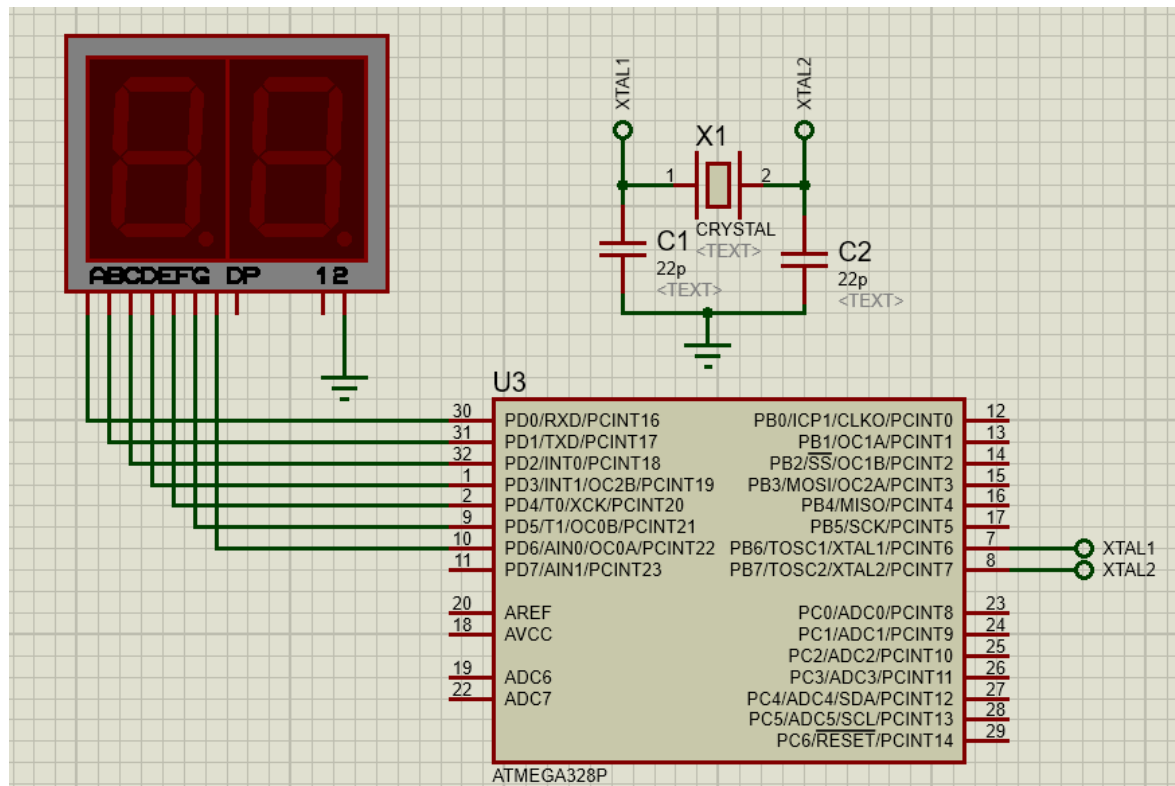 XTAL1
XTAL2
X1
1
2
CRYSTAL
<TEXT>
C1
22p
<TEXT>
C2
22p
<TEXT>
ABCDEFG DP
12
U3
30 PD0/RXD/PCINT16 PB0/ICP1/CLKO/PCINT0 12
31 PD1/TXD/PCINT17 PB1/OC1A/PCINT1 13
32 PD2/INT0/PCINT18 PB2/SS/OC1B/PCINT2 14
1 PD3/INT1/OC2B/PCINT19 PB3/MOSI/OC2A/PCINT3 15
2 PD4/T0/XCK/PCINT20 PB4/MISO/PCINT4 16
9 PD5/T1/OC0B/PCINT21 PB5/SCK/PCINT5 17
10 PD6/AIN0/OC0A/PCINT22 PB6/TOSC1/XTAL1/PCINT6 7 XTAL1
11 PD7/AIN1/PCINT23 PB7/TOSC2/XTAL2/PCINT7 8 XTAL2
20 AREF PC0/ADC0/PCINT8 23
18 AVCC PC1/ADC1/PCINT9 24
PC2/ADC2/PCINT10 25
19 ADC6 PC3/ADC3/PCINT11 26
22 ADC7 PC4/ADC4/SDA/PCINT12 27
PC5/ADC5/SCL/PCINT13 28
PC6/RESET/PCINT14 29
ATMEGA328P